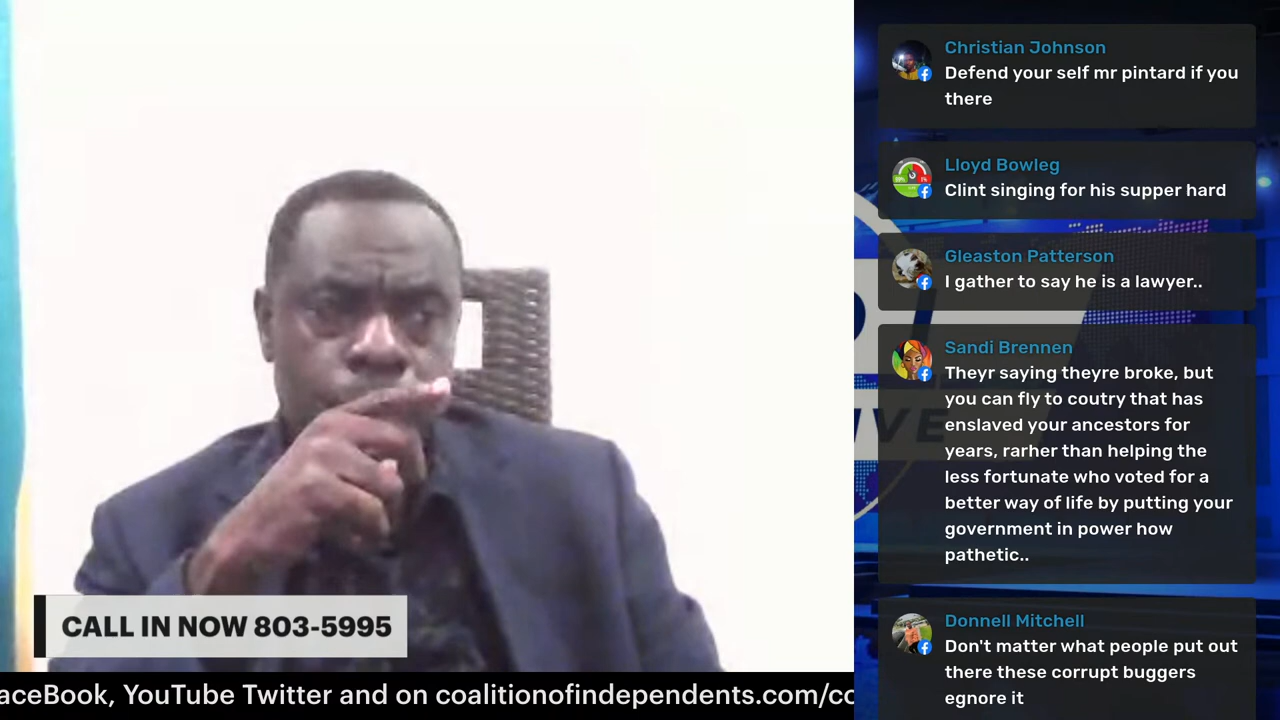 Christian Johnson
Defend your self mr pintard if you
there
Lloyd Bowleg
Clint singing for his supper hard
Gleaston Patterson
I gather to say he is a lawyer..
Sandi Brennen
Theyr saying theyre broke, but
you can fly to coutry that has
enslaved your ancestors for
years, rarher than helping the
less fortunate who voted for a
better way of life by putting your
government in power how
pathetic..
Donnell Mitchell
Don't matter what people put out
there these corrupt buggers
egnore it
CALL IN NOW 803-5995
aceBook, YouTube Twitter and on coalitionofindependents.com/co